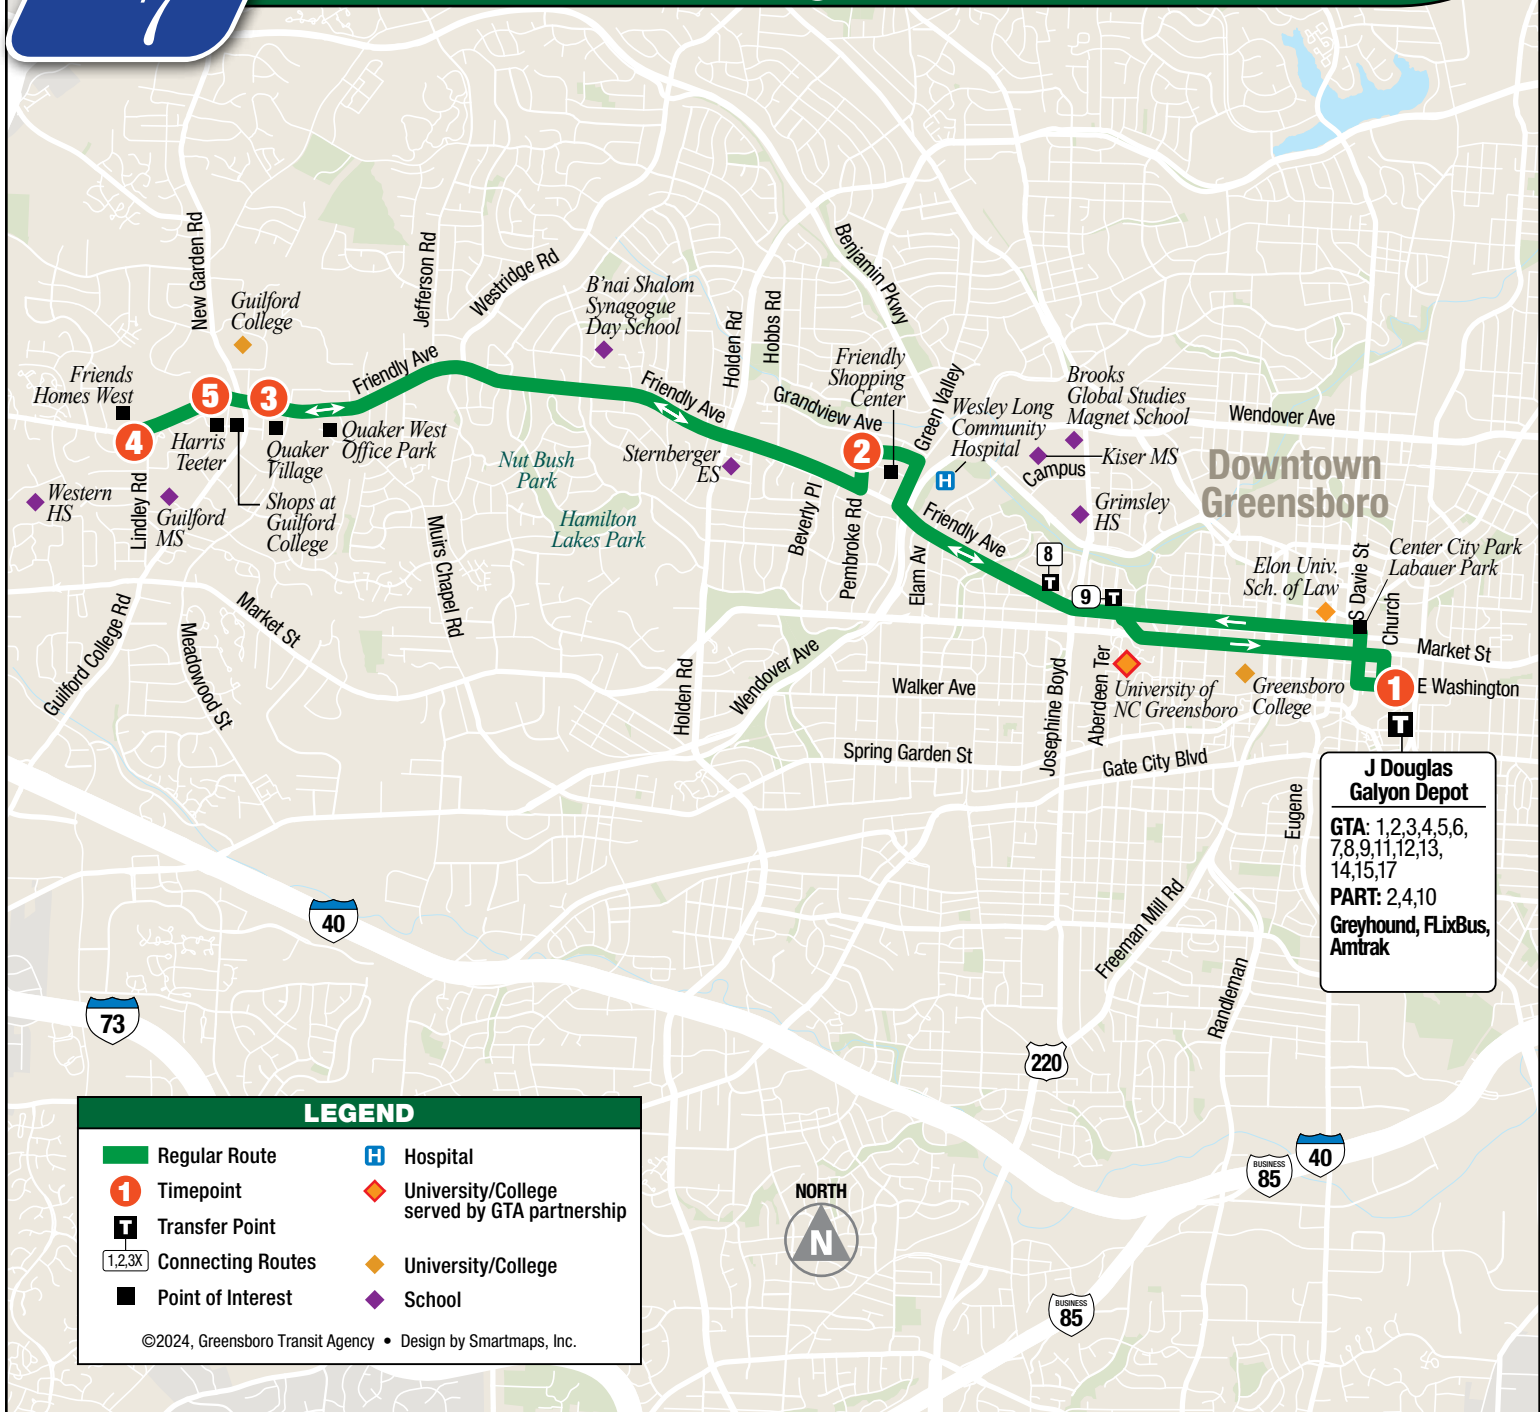 7
New Garden Rd
Guilford
College
Jefferson Rd
Westridge Rd
B'nai Shalom
Synagogue
Day School
Holden Rd
Hobbs Rd
Benjamin Pkwy
Friendly
Shopping
Center
Green Valley
Grandview Ave
Wesley Long
Community
Hospital
H
Brooks
Global Studies
Magnet School
Wendover Ave
Friends
Homes West
5
3
4
2
Friendly Ave
Friendly Ave
Harris
Teeter
Quaker
Village
Quaker West
Office Park
Nut Bush
Park
Sternberger
ES
Kiser MS
Campus
Downtown
Greensboro
Western
HS
Lindley Rd
Guilford
MS
Shops at
Guilford
College
Hamilton
Lakes Park
Beverly Pl
Pembroke Rd
Elam Av
Friendly Ave
Grimsley
HS
8
T
9
T
Elon Univ.
Sch. of Law
S Davie St
Center City Park
Labauer Park
Church
Muirs Chapel Rd
Market St
Meadowood St
Guilford College Rd
Holden Rd
Wendover Ave
Walker Ave
Josephine Boyd
Aberdeen Ter
University of
NC Greensboro
Greensboro
College
Market St
1
E Washington
T
Spring Garden St
Gate City Blvd
Eugene
J Douglas
Galyon Depot
GTA: 1,2,3,4,5,6,
7,8,9,11,12,13,
14,15,17
PART: 2,4,10
Greyhound, FLixBus,
Amtrak
Freeman Mill Rd
Randleman
40
73
220
BUSINESS
85
40
BUSINESS
85
NORTH
N
LEGEND
Regular Route
1 Timepoint
T Transfer Point
1,2,3X Connecting Routes
Point of Interest
H Hospital
University/College
served by GTA partnership
University/College
School
©2024, Greensboro Transit Agency • Design by Smartmaps, Inc.